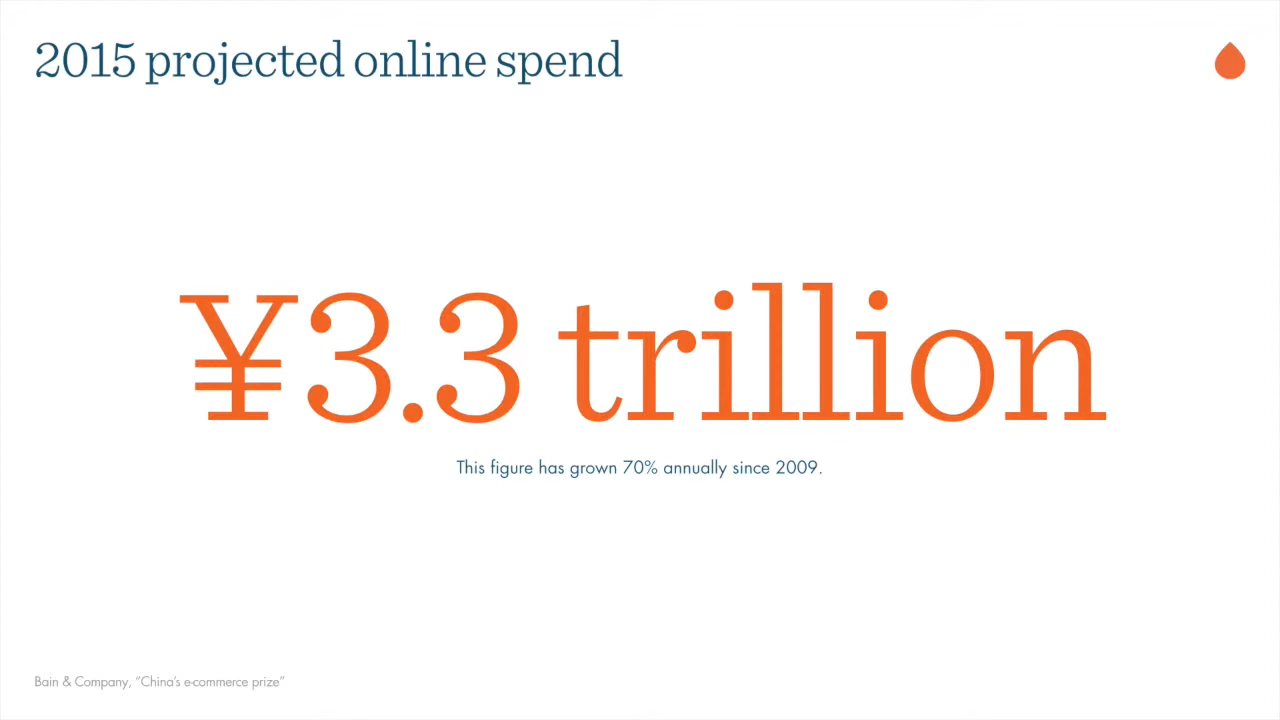 2015 projected online spend
¥3.3 trillion
This figure has grown 70% annually since 2009.
Bain & Company, “China’s e-commerce prize”